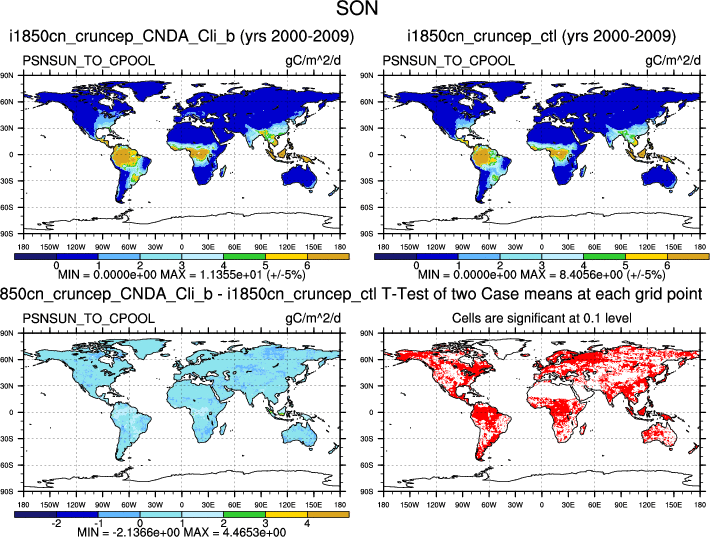 SON
i1850cn_cruncep_CNDA_Cli_b (yrs 2000-2009)
i1850cn_cruncep_ctl (yrs 2000-2009)
PSNSUN_TO_CPOOL gC/m^2/d
PSNSUN_TO_CPOOL gC/m^2/d
90N
60N
30N
0
30S
60S
90S
180 150W 120W 90W 60W 30W 0 30E 60E 90E 120E 150E 180
0 1 2 3 4 5 6
MIN = 0.0000e+00 MAX = 1.1355e+01 (+/-5%)
90N
60N
30N
0
30S
60S
90S
180 150W 120W 90W 60W 30W 0 30E 60E 90E 120E 150E 180
0 1 2 3 4 5 6
MIN = 0.0000e+00 MAX = 8.4056e+00 (+/-5%)
850cn_cruncep_CNDA_Cli_b - i1850cn_cruncep_ctl
T-Test of two Case means at each grid point
PSNSUN_TO_CPOOL gC/m^2/d
Cells are significant at 0.1 level
90N
60N
30N
0
30S
60S
90S
180 150W 120W 90W 60W 30W 0 30E 60E 90E 120E 150E 180
-2 -1 0 1 2 3 4
MIN = -2.1366e+00 MAX = 4.4653e+00
90N
60N
30N
0
30S
60S
90S
180 150W 120W 90W 60W 30W 0 30E 60E 90E 120E 150E 180